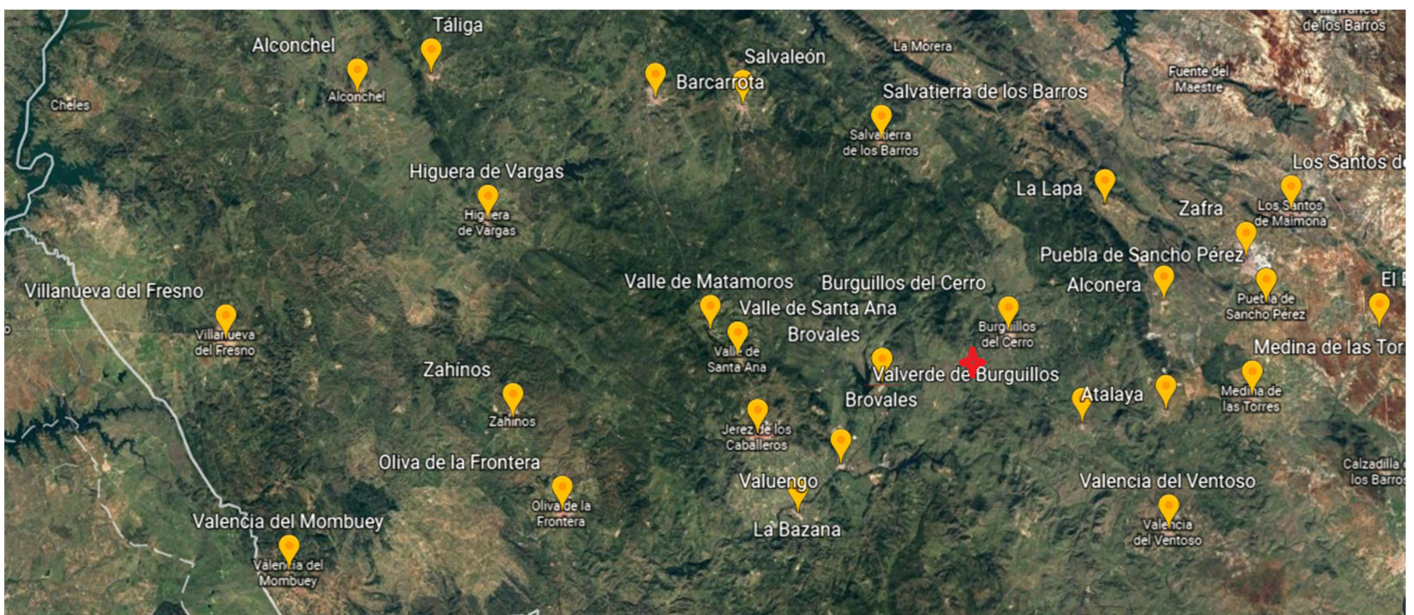 Villafranca
de los Barros
Táliga
Alconchel
La Morera
Salvaleón
Barcarrota
Fuente del
Maestre
Alconchel
Cheles
Salvatierra de los Barros
Salvatierra
de los Barros
Higuera de Vargas
Los Santos de
La Lapa
Zafra
Los Santos
de Maimona
Higuera
de Vargas
Puebla de Sancho Pérez
Villanueva del Fresno
Valle de Matamoros
Burguillos del Cerro
Alconera
El
Puebla de
Sancho Pérez
Valle de Santa Ana
Brovales
Burguillos
del Cerro
o
Villanueva
del Fresno
Valle de
Santa Ana
Medina de las Tor
Zahínos
Valverde de Burguillos
Atalaya
Medina de
las Torres
Brovales
Zahinos
Jerez de los
Caballeros
Oliva de la Frontera
Calzadilla
los Barros
Valuengo
Valencia del Ventoso
Oliva de la
Frontera
Valencia del Mombuey
La Bazana
Valencia
del Ventoso
Valencia del
Mombuey